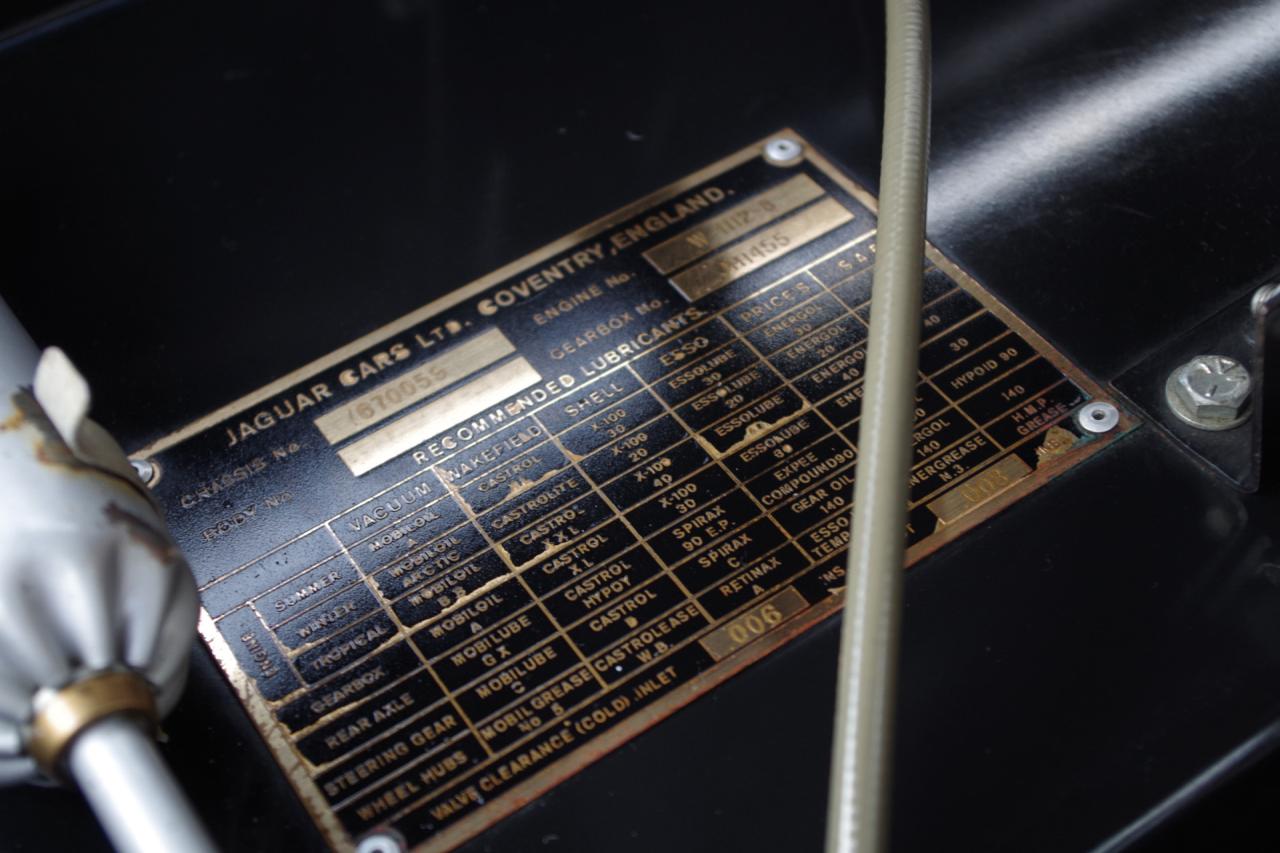 JAGUAR CARS LTD. COVENTRY, ENGLAND.
CHASSIS No. 670055 ENGINE No.
BODY No. GEARBOX No.
RECOMMENDED LUBRICANTS.
VACUUM WAKEFIELD SHELL ESSO PRICES
ENGINE SUMMER MOBILOIL A CASTROL X-100 30 ESSOLUBE 30 ENERGOL 30
WINTER MOBILOIL ARCTIC CASTROLITE X-100 20 ESSOLUBE 20 ENERGOL 20
TROPICAL MOBILOIL CASTROL XXL X-100 40 ESSOLUBE ENERGOL 40 40
GEARBOX MOBILOIL A CASTROL XL X-100 30 ESSOLUBE 30
REAR AXLE MOBILUBE GX CASTROL HYPOY SPIRAX 90 E.P. EXPEE COMPOUND 90 HYPOID 90
STEERING GEAR MOBILUBE C CASTROL D SPIRAX C GEAR OIL 140 140 140
WHEEL HUBS MOBILGREASE No 5 CASTROLEASE W.B. RETINAX A ESSO N.3. H.M.P. GREASE
VALVE CLEARANCE (COLD) .INLET 006 008